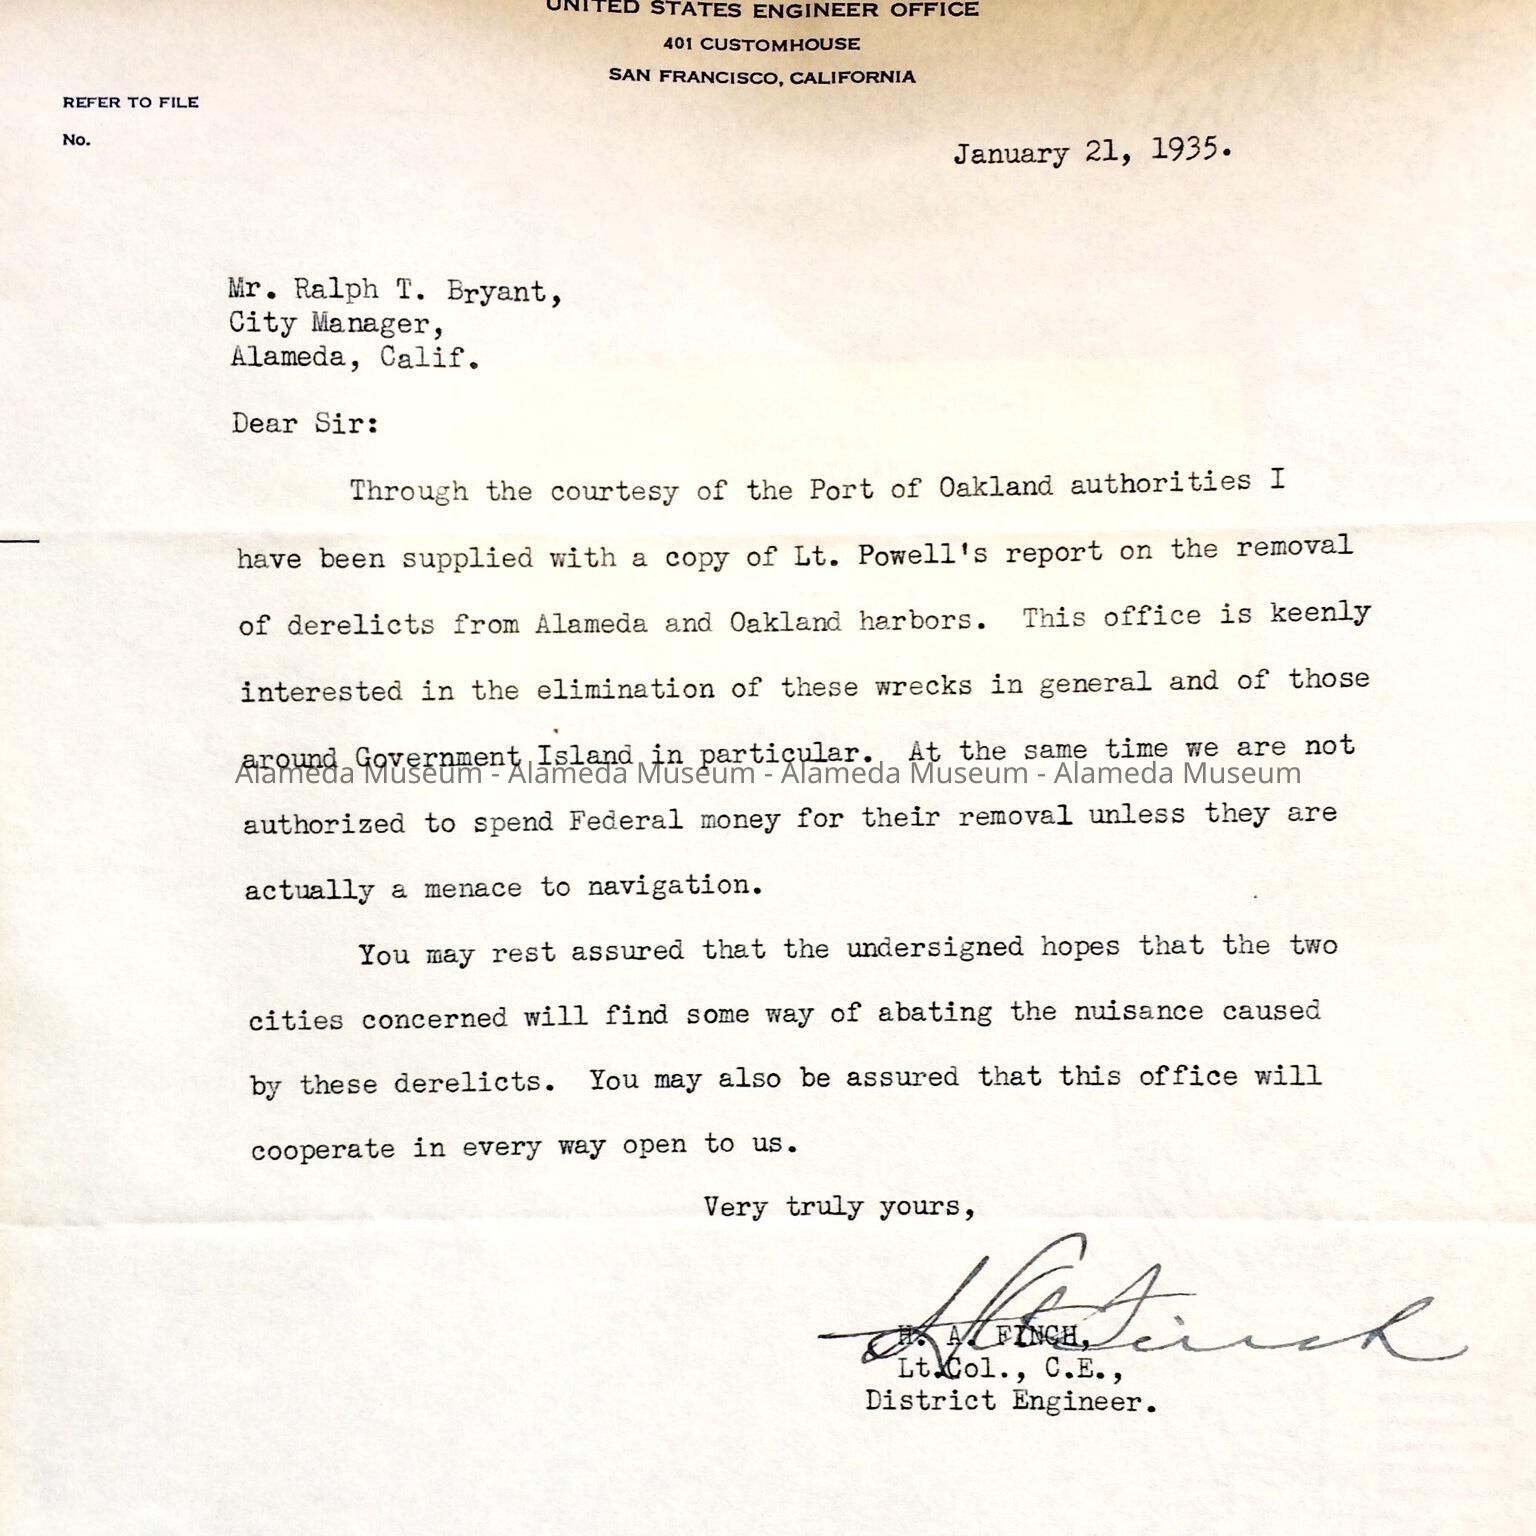 UNITED STATES ENGINEER OFFICE
401 CUSTOMHOUSE
SAN FRANCISCO, CALIFORNIA
REFER TO FILE
No.
January 21, 1935.
Mr. Ralph T. Bryant,
City Manager,
Alameda, Calif.
Dear Sir:
Through the courtesy of the Port of Oakland authorities I
have been supplied with a copy of Lt. Powell's report on the removal
of derelicts from Alameda and Oakland harbors. This office is keenly
interested in the elimination of these wrecks in general and of those
around Government Island in particular. At the same time we are not
Alameda Museum - Alameda Museum - Alameda Museum - Alameda Museum
authorized to spend Federal money for their removal unless they are
actually a menace to navigation.
You may rest assured that the undersigned hopes that the two
cities concerned will find some way of abating the nuisance caused
by these derelicts. You may also be assured that this office will
cooperate in every way open to us.
Very truly yours,
H A Finch
H. A. FINCH,
Lt.Col., C.E.,
District Engineer.